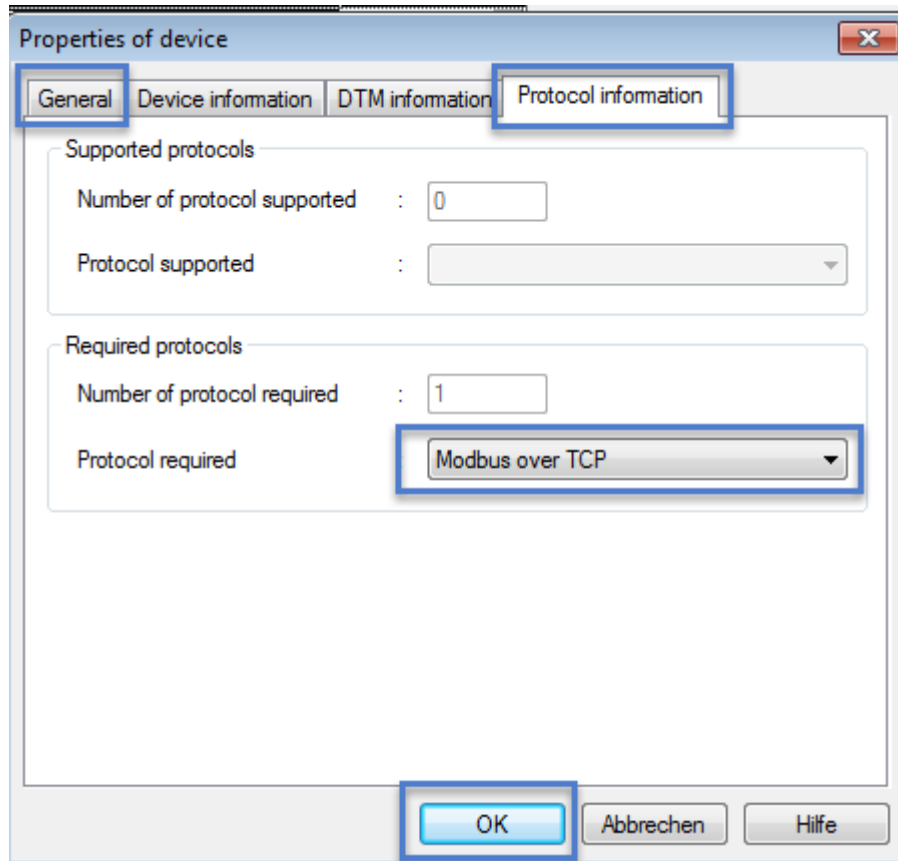 Properties of device
General Device information DTM information Protocol information
Supported protocols
Number of protocol supported : 0
Protocol supported :
Required protocols
Number of protocol required : 1
Protocol required Modbus over TCP
OK Abbrechen Hilfe